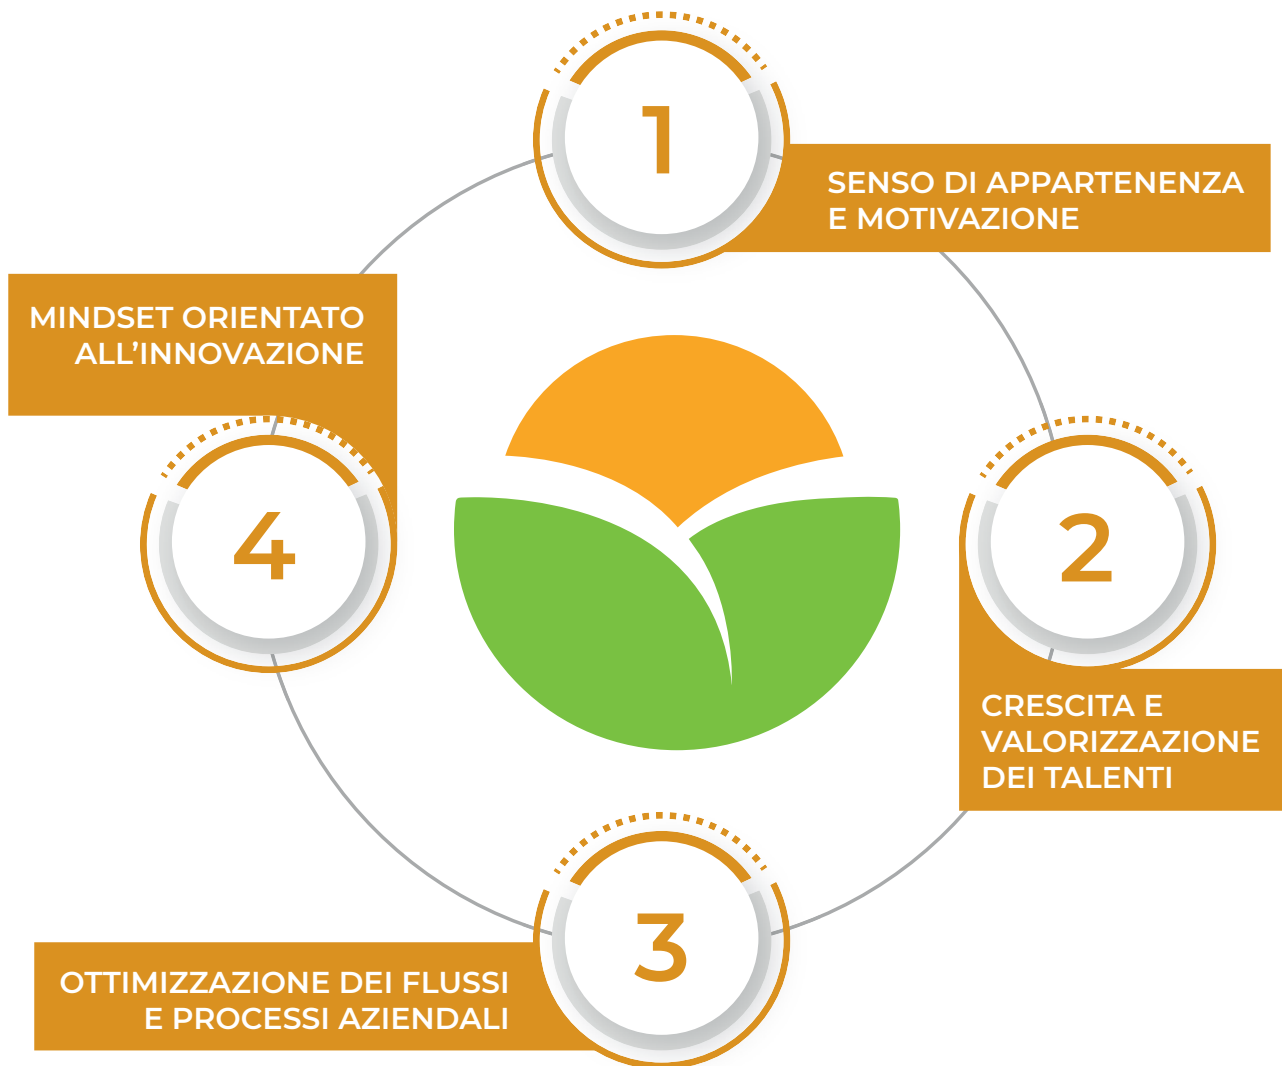 1
SENSO DI APPARTENENZA
E MOTIVAZIONE
2
CRESCITA E
VALORIZZAZIONE
DEI TALENTI
3
OTTIMIZZAZIONE DEI FLUSSI
E PROCESSI AZIENDALI
4
MINDSET ORIENTATO
ALL’INNOVAZIONE